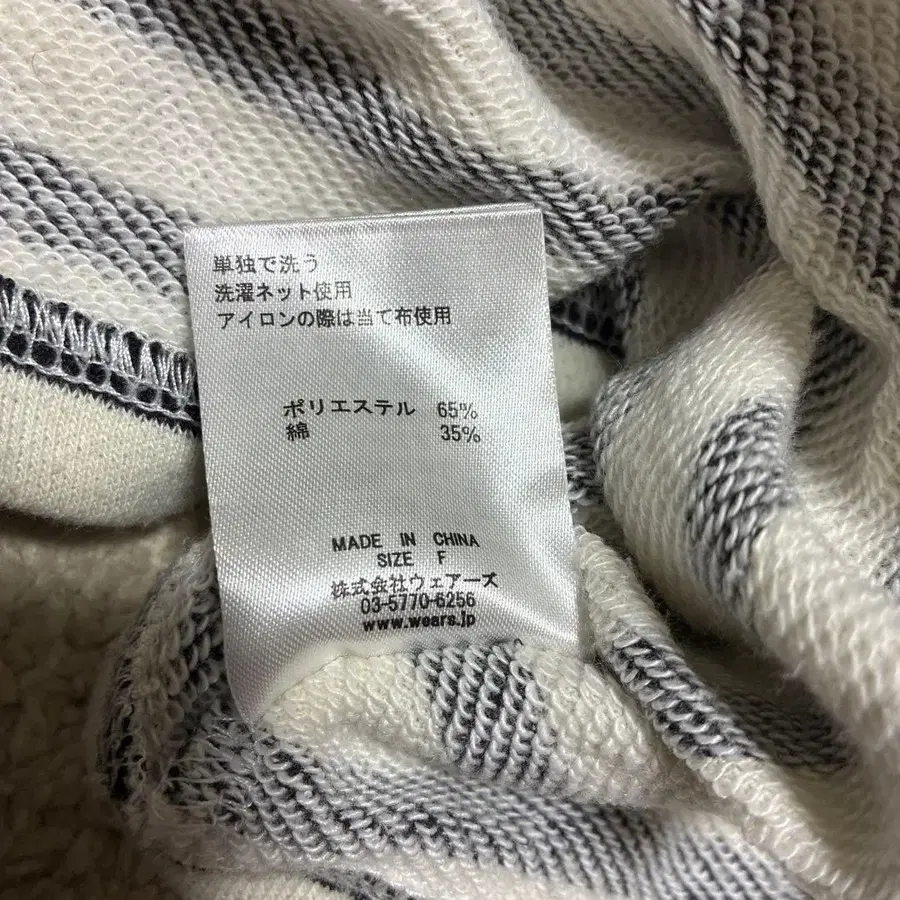 単独で洗う
洗濯ネット使用
アイロンの際は当て布使用
ポリエステル 65%
綿 35%
MADE IN CHINA
SIZE F
株式会社ウェアーズ
03-5770-6256
www.wears.jp